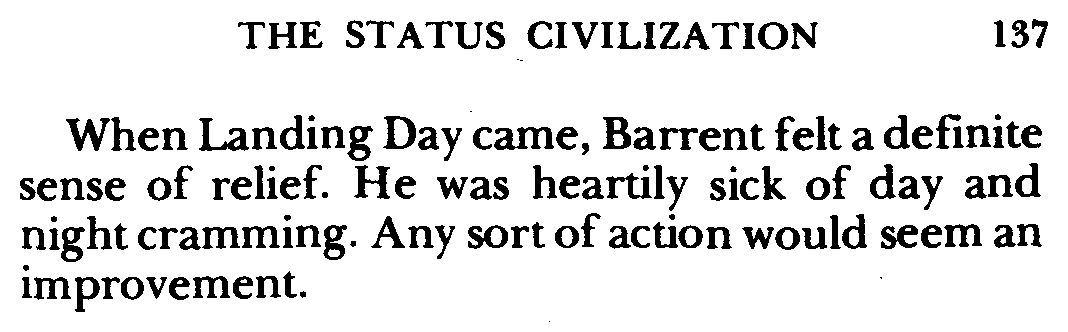 THE STATUS CIVILIZATION 137
When Landing Day came, Barrent felt a definite
sense of relief. He was heartily sick of day and
night cramming. Any sort of action would seem an
improvement.